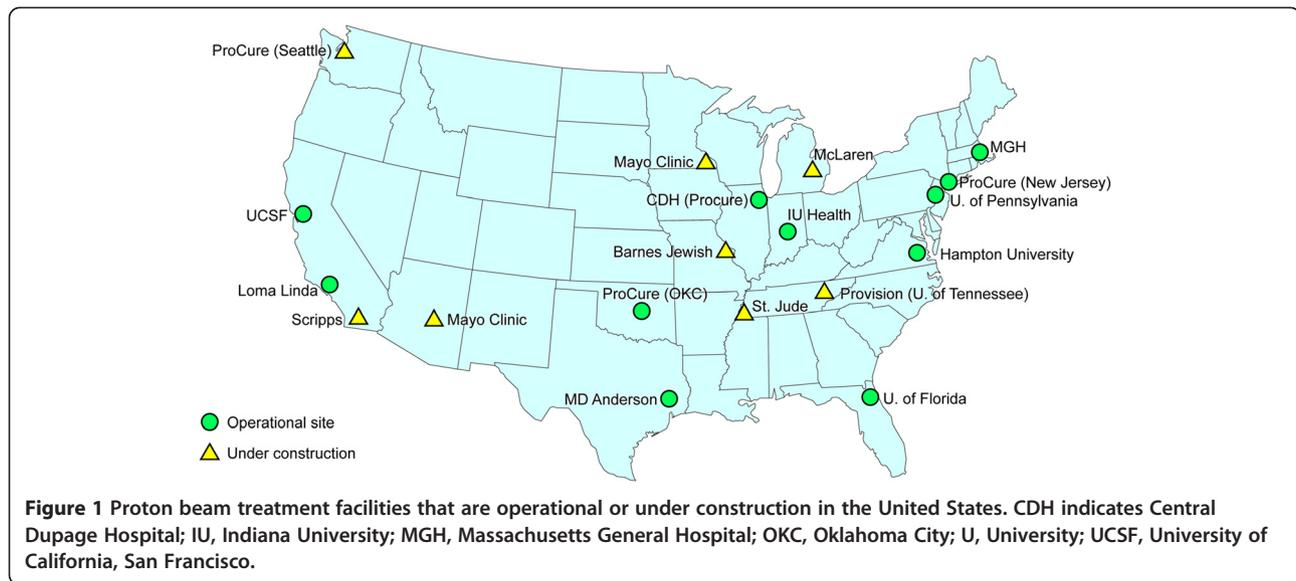 ProCure (Seattle)
Mayo Clinic
McLaren
MGH
CDH (Procure)
ProCure (New Jersey)
U. of Pennsylvania
UCSF
IU Health
Barnes Jewish
Hampton University
Loma Linda
ProCure (OKC)
Provision (U. of Tennessee)
St. Jude
Scripps
Mayo Clinic
MD Anderson
U. of Florida
Operational site
Under construction
Figure 1 Proton beam treatment facilities that are operational or under construction in the United States. CDH indicates Central
Dupage Hospital; IU, Indiana University; MGH, Massachusetts General Hospital; OKC, Oklahoma City; U, University; UCSF, University of
California, San Francisco.